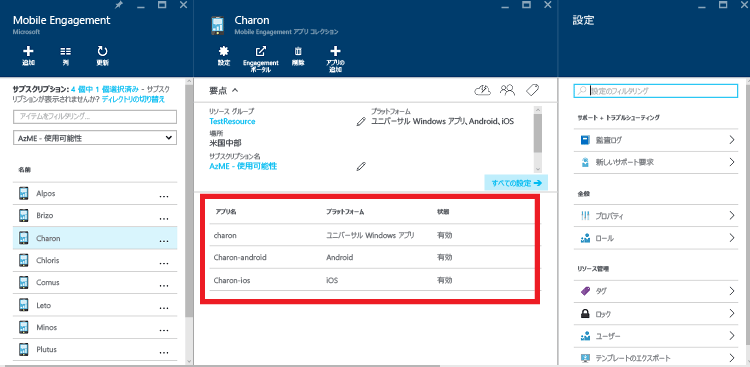 Mobile Engagement
Microsoft
追加
列
更新
サブスクリプション: 4 個中 1 個選択済み - サブスク
リプションが表示されませんか? ディレクトリの切り替え
アイテムをフィルタリング...
AzME - 使用可能性
名前
Alpos
Brizo
Charon
Chloris
Comus
Leto
Minos
Plutus
Charon
Mobile Engagement アプリ コレクション
設定
Engagement
ポータル
削除
アプリの
追加
要点
リソース グループ
TestResource
場所
米国中部
サブスクリプション名
AzME - 使用可能性
プラットフォーム
ユニバーサル Windows アプリ, Android, iOS
すべての設定 →
アプリ名 プラットフォーム 状態
charon ユニバーサル Windows アプリ 有効
Charon-android Android 有効
Charon-ios iOS 有効
設定
設定のフィルタリング
サポート + トラブルシューティング
監査ログ
新しいサポート要求
全般
プロパティ
ロール
リソース管理
タグ
ロック
ユーザー
テンプレートのエクスポート